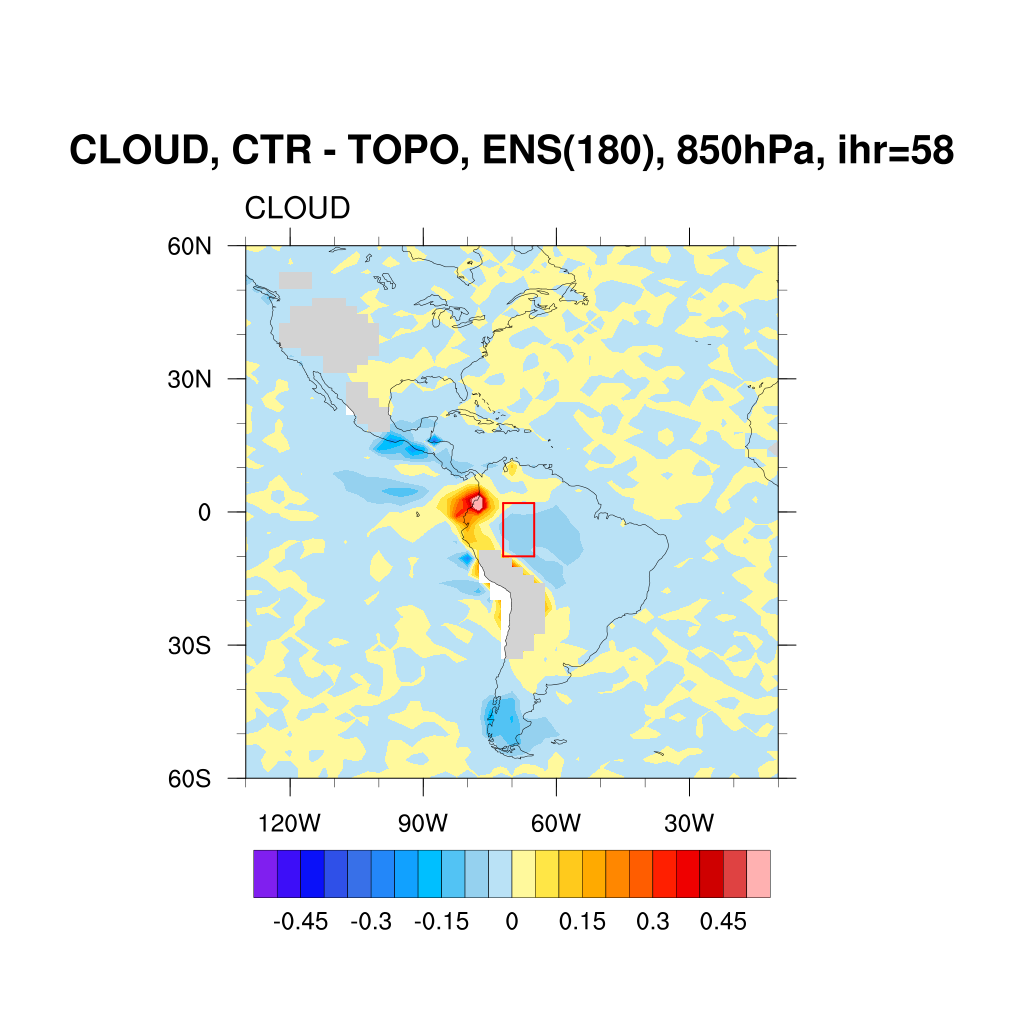 CLOUD, CTR - TOPO, ENS(180), 850hPa, ihr=58
CLOUD
60N
30N
0
30S
60S
120W 90W 60W 30W
-0.45 -0.3 -0.15 0 0.15 0.3 0.45